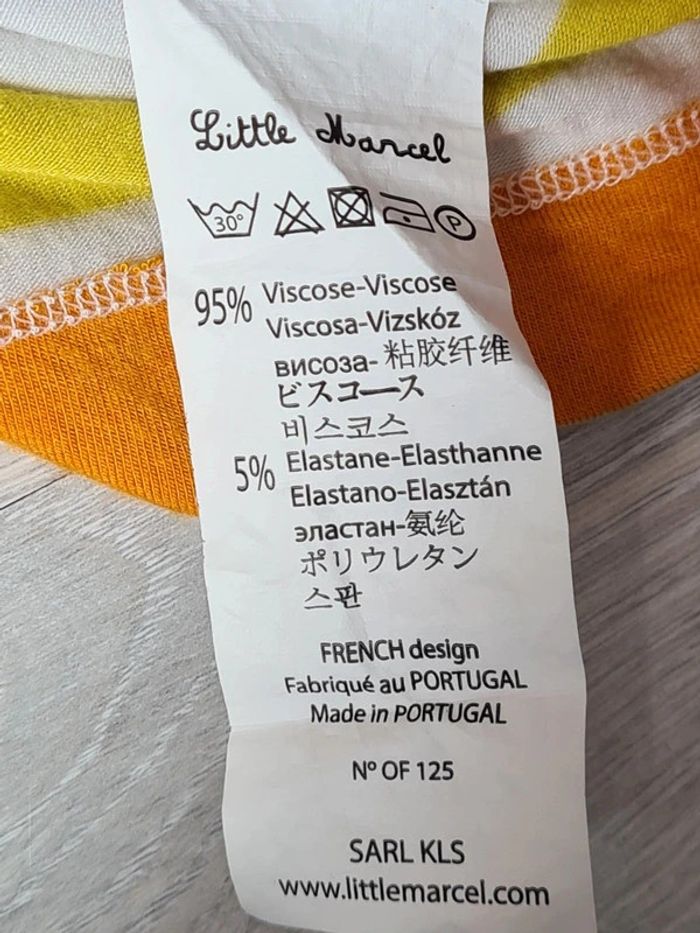 Little Marcel
30°
P
95% Viscose-Viscose
Viscosa-Vizskóz
висоза-粘胶纤维
ビスコース
비스코스
5% Elastane-Elasthanne
Elastano-Elasztán
эластан-氨纶
ポリウレタン
스판
FRENCH design
Fabriqué au PORTUGAL
Made in PORTUGAL
Nº OF 125
SARL KLS
www.littlemarcel.com